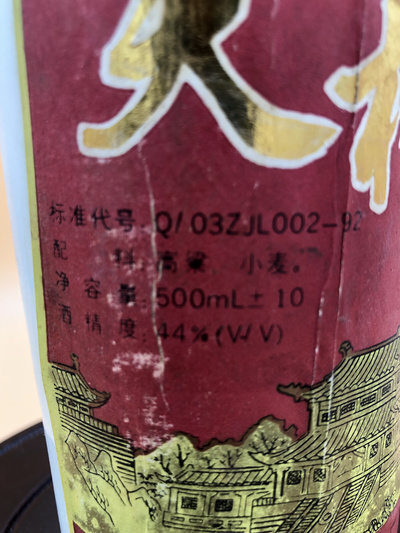 标准代号:Q/03ZJL002-92
配 料:高粱 小麦。
净 容 量:500mL±10
酒 精 度:44%(V/V)